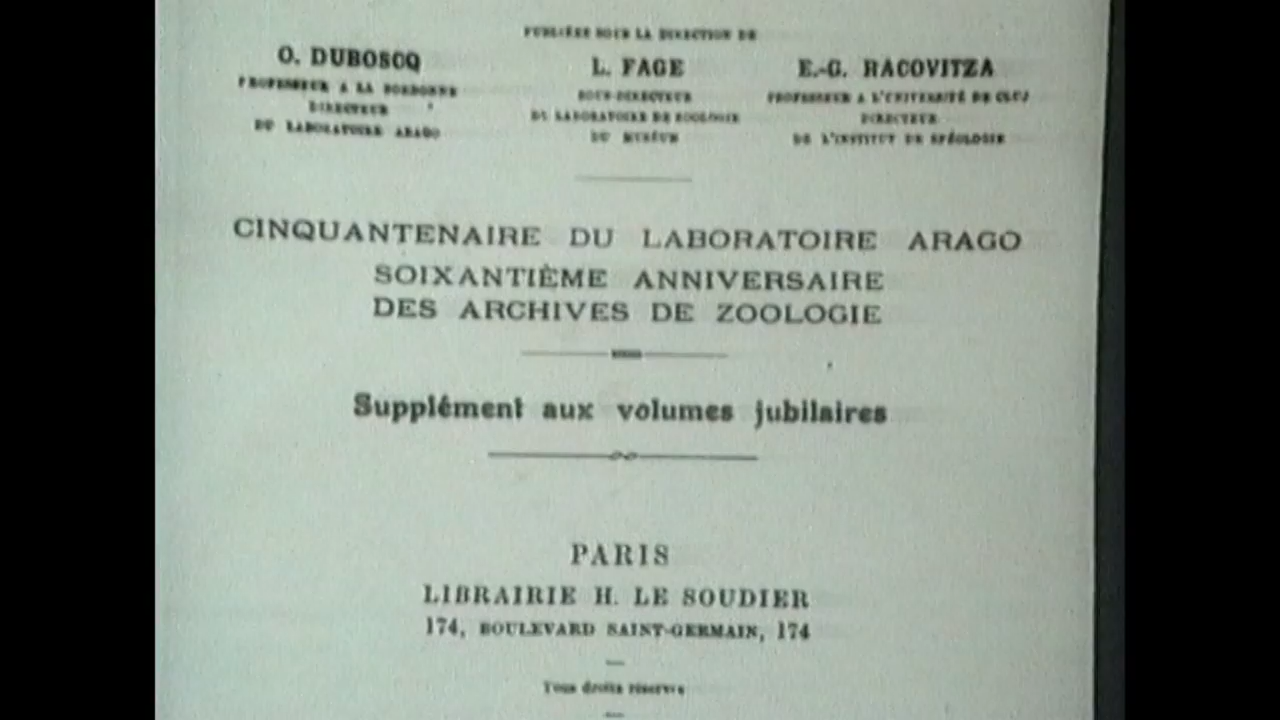 PUBLIÉES SOUS LA DIRECTION DE
O. DUBOSCQ
PROFESSEUR A LA SORBONNE
DIRECTEUR
DU LABORATOIRE ARAGO
L. FAGE
SOUS-DIRECTEUR
DU LABORATOIRE DE ZOOLOGIE
DU MUSÉUM
E.-G. RACOVITZA
PROFESSEUR A L'UNIVERSITÉ DE CLUJ
DIRECTEUR
DE L'INSTITUT DE SPÉOLOGIE
CINQUANTENAIRE DU LABORATOIRE ARAGO
SOIXANTIÈME ANNIVERSAIRE
DES ARCHIVES DE ZOOLOGIE
Supplément aux volumes jubilaires
PARIS
LIBRAIRIE H. LE SOUDIER
174, BOULEVARD SAINT-GERMAIN, 174
Tous droits réservés